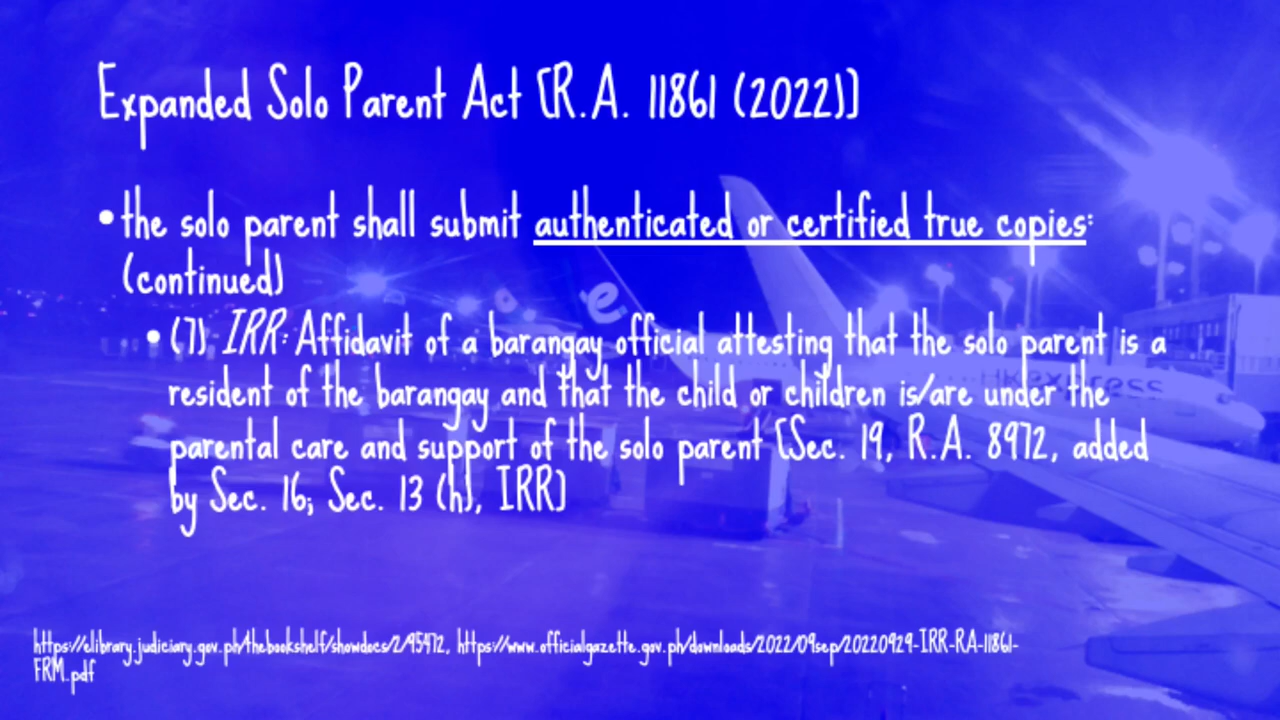 Expanded Solo Parent Act [R.A. 11861 (2022)]
• the solo parent shall submit authenticated or certified true copies:
(continued)
• (7) IRR: Affidavit of a barangay official attesting that the solo parent is a
resident of the barangay and that the child or children is/are under the
parental care and support of the solo parent [Sec. 19, R.A. 8972, added
by Sec. 16; Sec. 13 (h), IRR]
https://elibrary.judiciary.gov.ph/thebookshelf/showdocs/2/95472, https://www.officialgazette.gov.ph/downloads/2022/09sep/20220929-IRR-RA-11861-
FRM.pdf